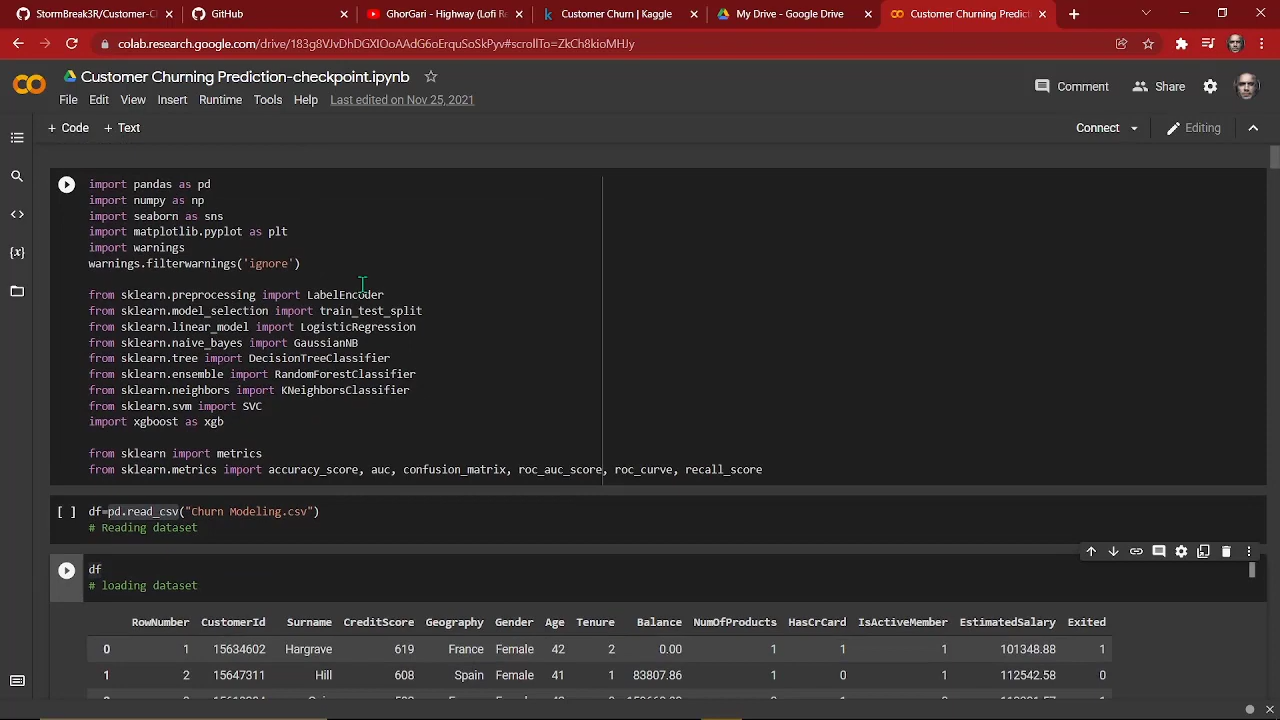 StormBreak3R/Customer-C
GitHub
GhorGari - Highway (Lofi Re
Customer Churn | Kaggle
My Drive - Google Drive
Customer Churning Predicti
colab.research.google.com/drive/183g8VJvDhDGXIOoAAdG6oErquSoSkPyv#scrollTo=ZkCh8kioMHJy
Customer Churning Prediction-checkpoint.ipynb
File Edit View Insert Runtime Tools Help Last edited on Nov 25, 2021
Comment Share
+ Code + Text
Connect Editing
import pandas as pd
import numpy as np
import seaborn as sns
import matplotlib.pyplot as plt
import warnings
warnings.filterwarnings('ignore')
from sklearn.preprocessing import LabelEncoder
from sklearn.model_selection import train_test_split
from sklearn.linear_model import LogisticRegression
from sklearn.naive_bayes import GaussianNB
from sklearn.tree import DecisionTreeClassifier
from sklearn.ensemble import RandomForestClassifier
from sklearn.neighbors import KNeighborsClassifier
from sklearn.svm import SVC
import xgboost as xgb
from sklearn import metrics
from sklearn.metrics import accuracy_score, auc, confusion_matrix, roc_auc_score, roc_curve, recall_score
[ ] df=pd.read_csv("Churn Modeling.csv")
# Reading dataset
df
# loading dataset
RowNumber CustomerId Surname CreditScore Geography Gender Age Tenure Balance NumOfProducts HasCrCard IsActiveMember EstimatedSalary Exited
0 1 15634602 Hargrave 619 France Female 42 2 0.00 1 1 1 101348.88 1
1 2 15647311 Hill 608 Spain Female 41 1 83807.86 1 0 1 112542.58 0